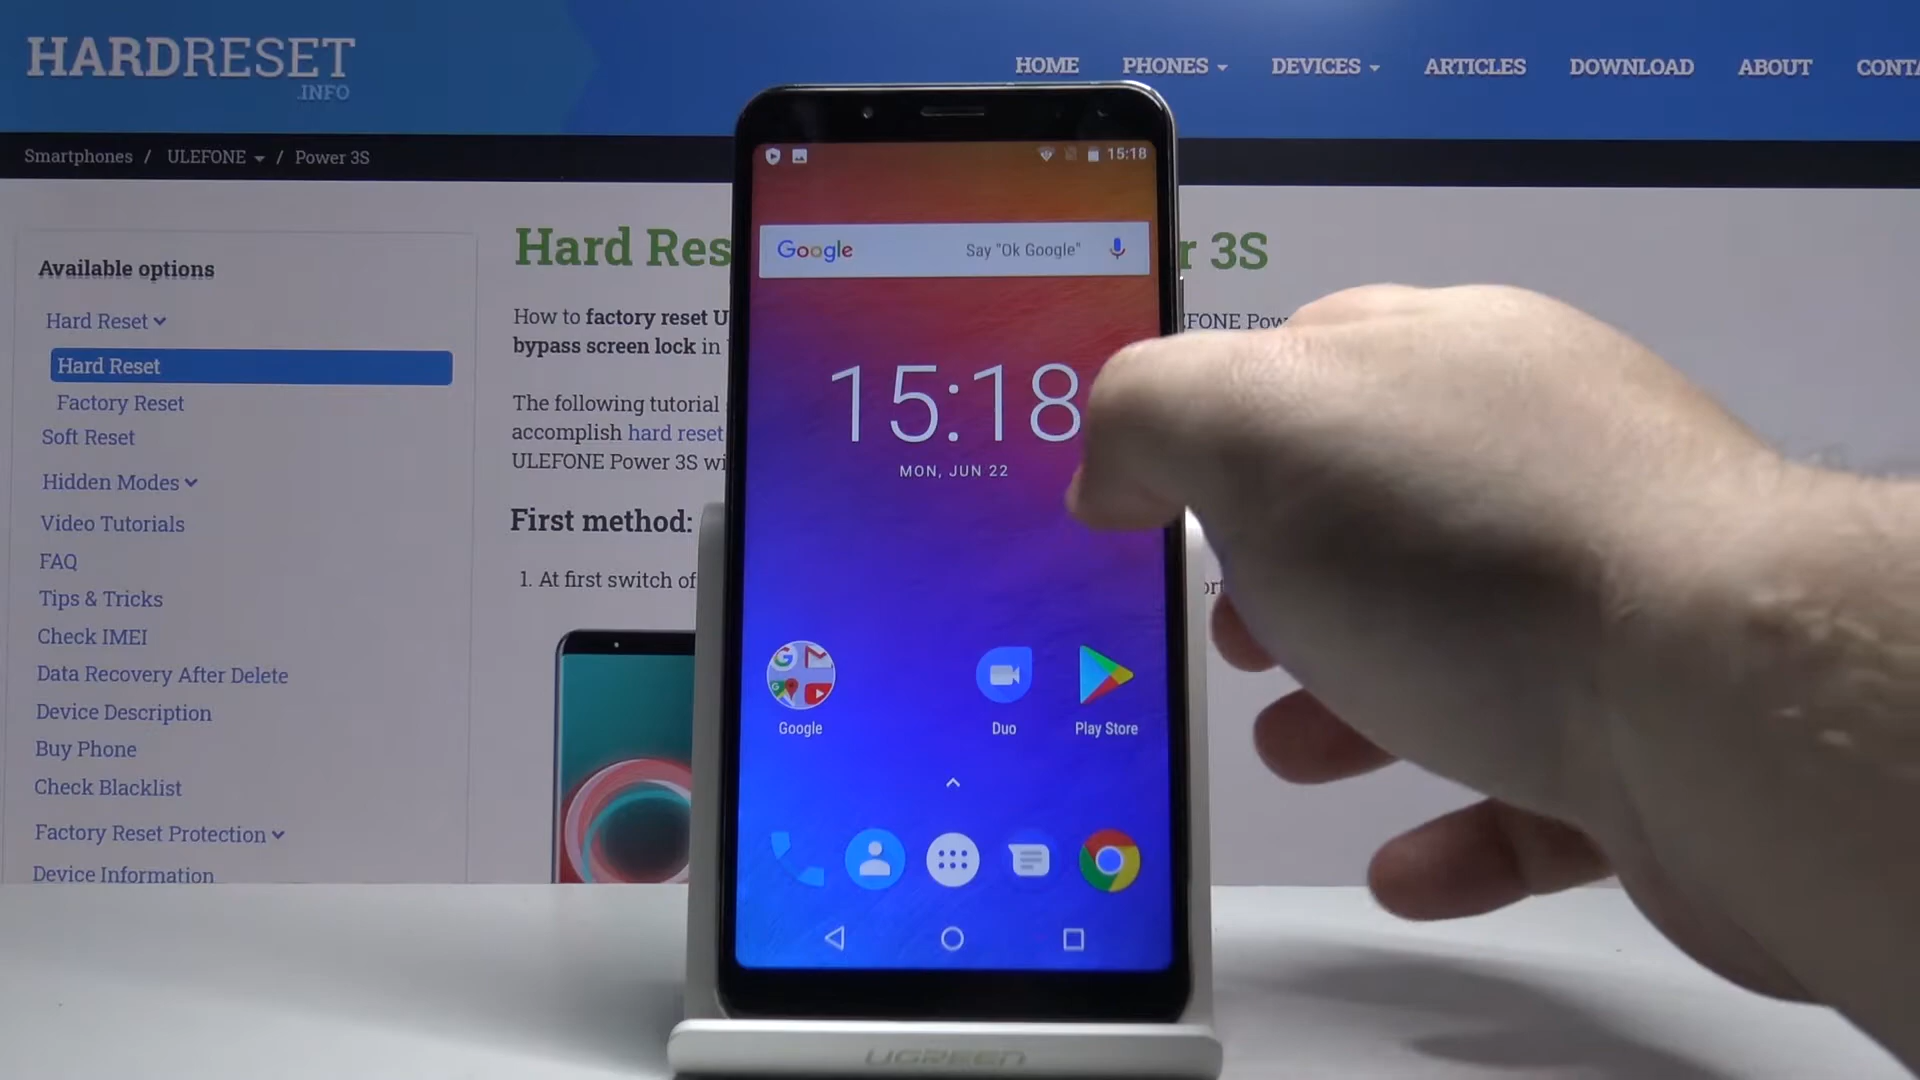 HARDRESET
.INFO
HOME PHONES DEVICES ARTICLES DOWNLOAD ABOUT
Smartphones / ULEFONE / Power 3S
Available options
Hard Reset
Hard Reset
Factory Reset
Soft Reset
Hidden Modes
Video Tutorials
FAQ
Tips & Tricks
Check IMEI
Data Recovery After Delete
Device Description
Buy Phone
Check Blacklist
Factory Reset Protection
Device Information
Hard Res
r 3S
How to factory reset U
bypass screen lock in
The following tutorial
accomplish hard reset
ULEFONE Power 3S wi
First method:
1. At first switch of
15:18
Google Say "Ok Google"
15:18
MON, JUN 22
Google Duo Play Store
UGREEN